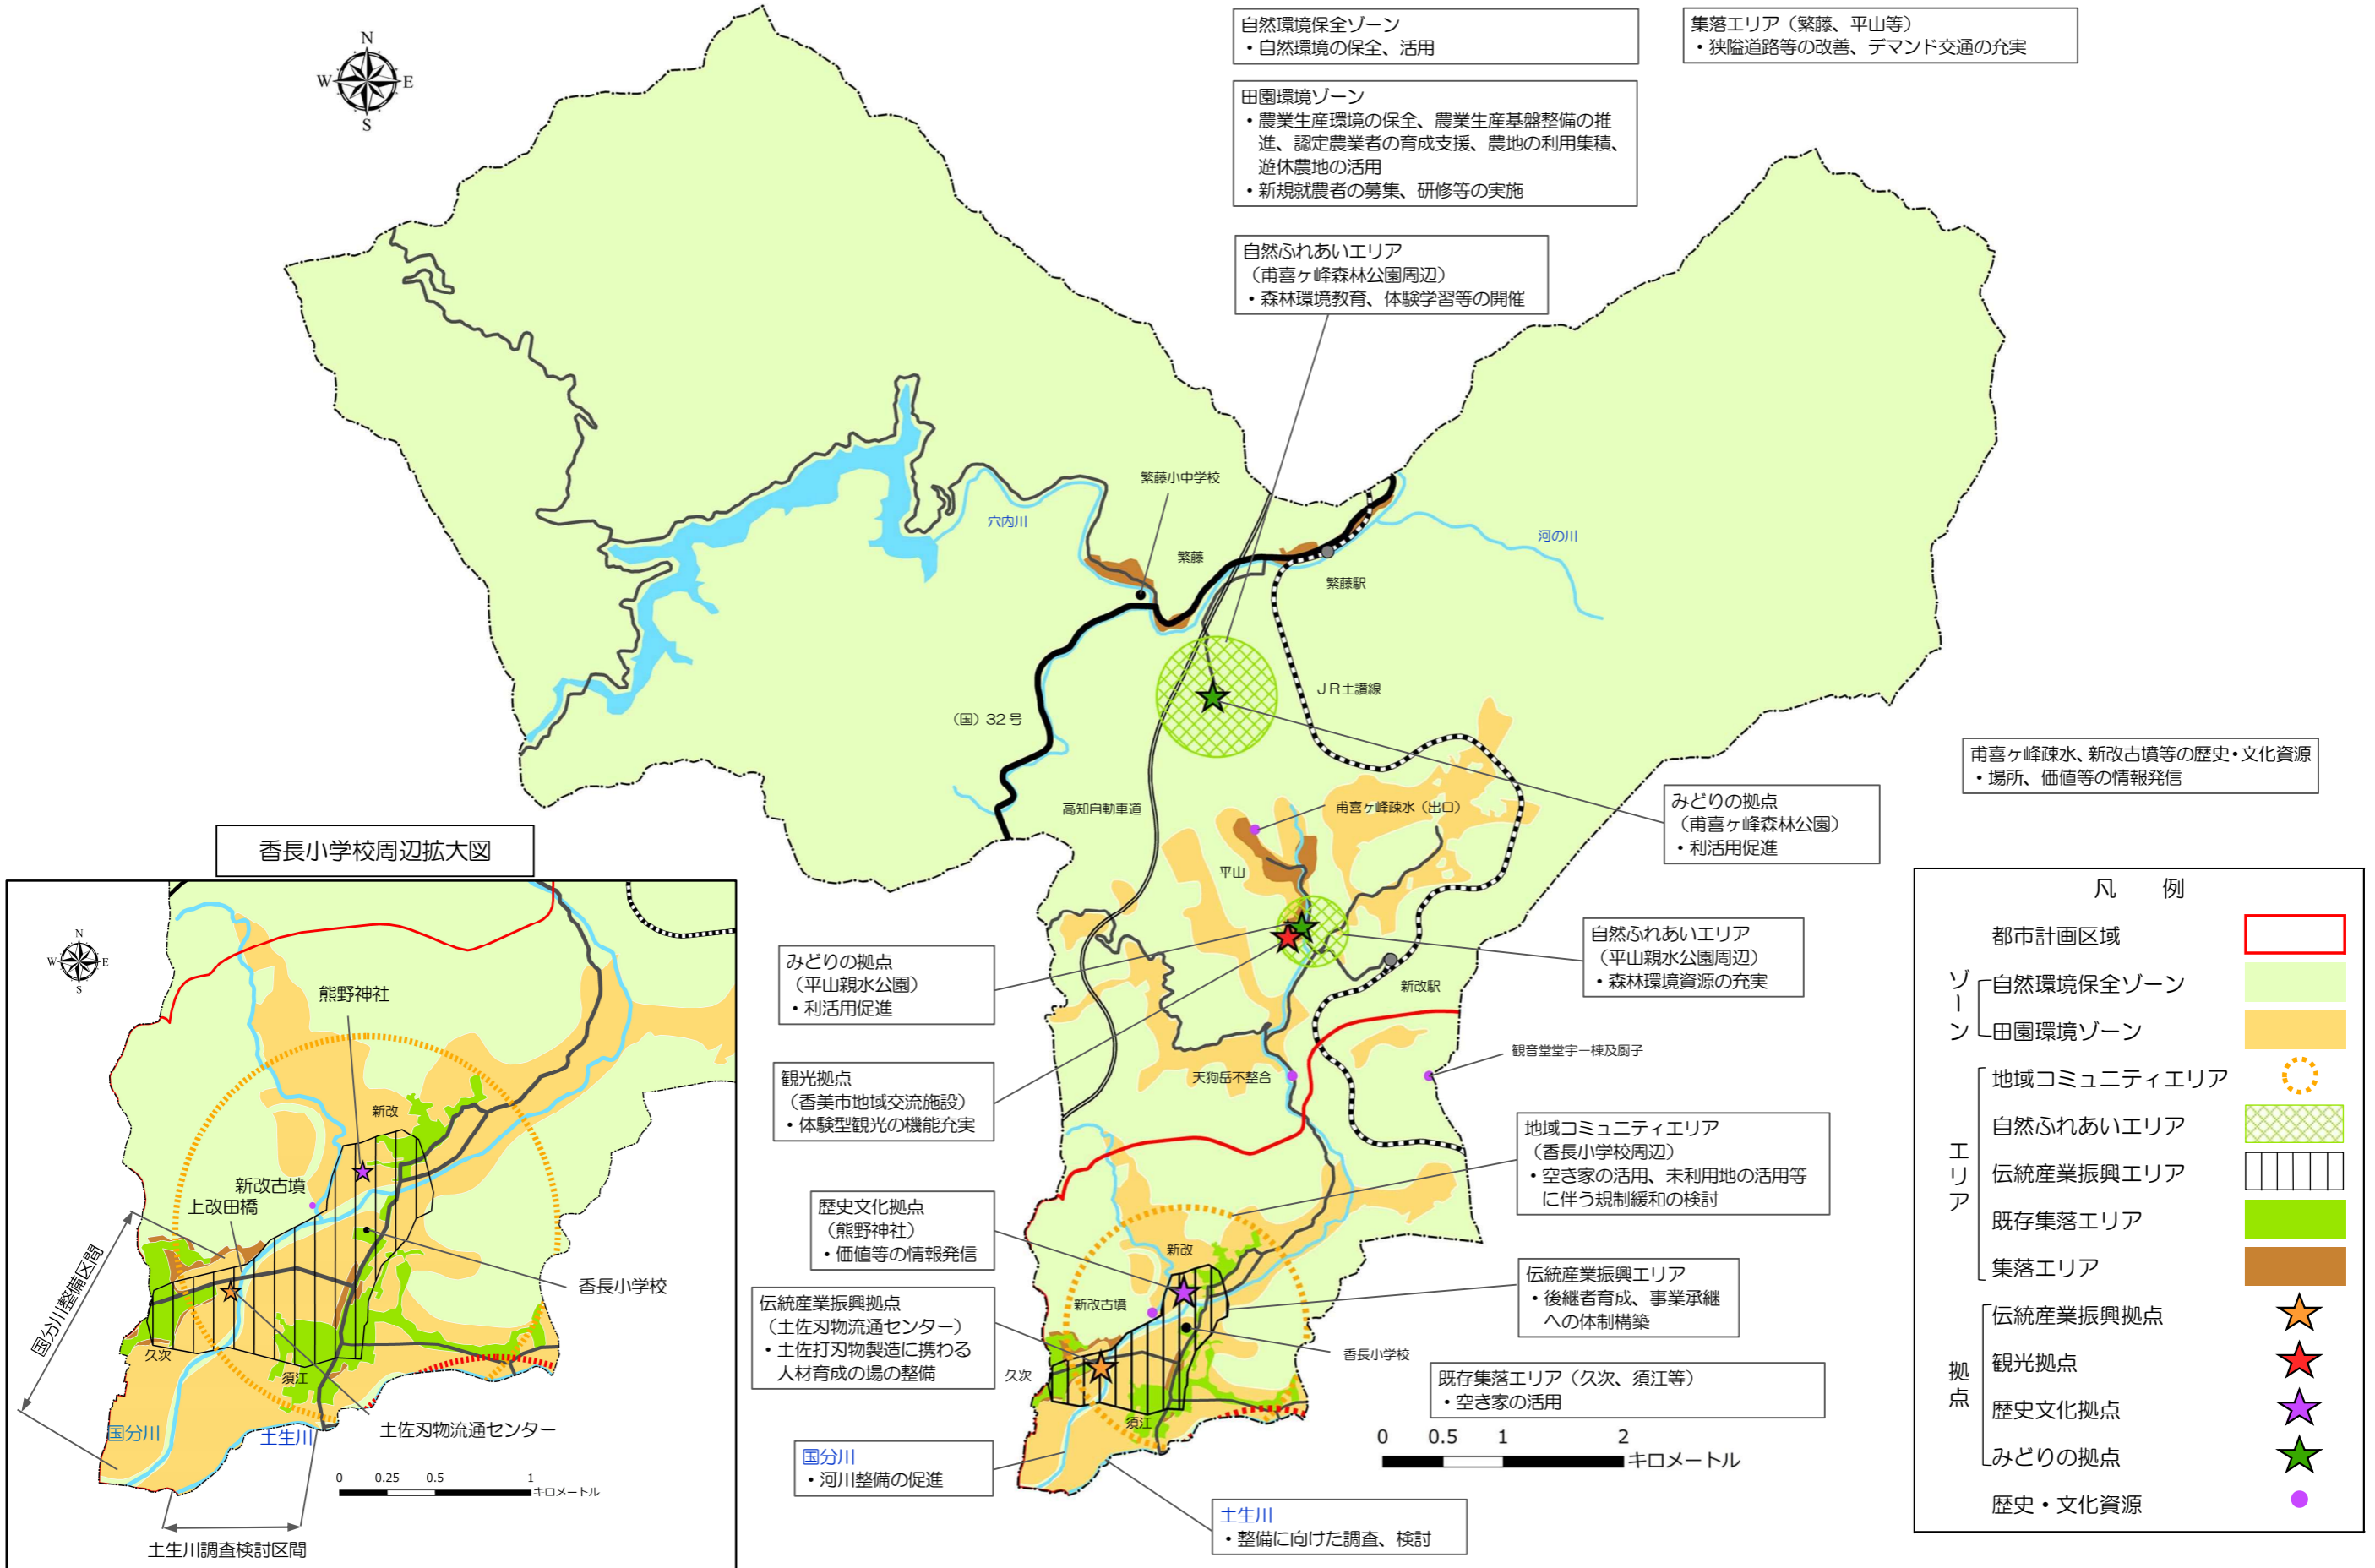 N
W
E
S
自然環境保全ゾーン
・自然環境の保全、活用
集落エリア（繁藤、平山等）
・狭隘道路等の改善、デマンド交通の充実
田園環境ゾーン
・農業生産環境の保全、農業生産基盤整備の推
進、認定農業者の育成支援、農地の利用集積、
遊休農地の活用
・新規就農者の募集、研修等の実施
自然ふれあいエリア
（甫喜ヶ峰森林公園周辺）
・森林環境教育、体験学習等の開催
繁藤小中学校
穴内川
繁藤
河の川
繁藤駅
ＪＲ土讃線
（国）32号
高知自動車道
甫喜ヶ峰疎水（出口）
平山
甫喜ヶ峰疎水、新改古墳等の歴史・文化資源
・場所、価値等の情報発信
みどりの拠点
（甫喜ヶ峰森林公園）
・利活用促進
みどりの拠点
（平山親水公園）
・利活用促進
自然ふれあいエリア
（平山親水公園周辺）
・森林環境資源の充実
新改駅
観音堂堂宇一棟及厨子
天狗岳不整合
観光拠点
（香美市地域交流施設）
・体験型観光の機能充実
地域コミュニティエリア
（香長小学校周辺）
・空き家の活用、未利用地の活用等
に伴う規制緩和の検討
歴史文化拠点
（熊野神社）
・価値等の情報発信
新改
新改古墳
伝統産業振興エリア
・後継者育成、事業承継
への体制構築
伝統産業振興拠点
（土佐刃物流通センター）
・土佐打刃物製造に携わる
人材育成の場の整備
久次
香長小学校
須江
既存集落エリア（久次、須江等）
・空き家の活用
国分川
・河川整備の促進
土生川
・整備に向けた調査、検討
0 0.5 1 2
キロメートル
香長小学校周辺拡大図
N
W
E
S
熊野神社
新改
新改古墳
上改田橋
国分川整備区間
香長小学校
久次
須江
土佐刃物流通センター
国分川
土生川
0 0.25 0.5 1
キロメートル
土生川調査検討区間
凡 例
都市計画区域
ゾーン
自然環境保全ゾーン
田園環境ゾーン
エリア
地域コミュニティエリア
自然ふれあいエリア
伝統産業振興エリア
既存集落エリア
集落エリア
拠点
伝統産業振興拠点
観光拠点
歴史文化拠点
みどりの拠点
歴史・文化資源